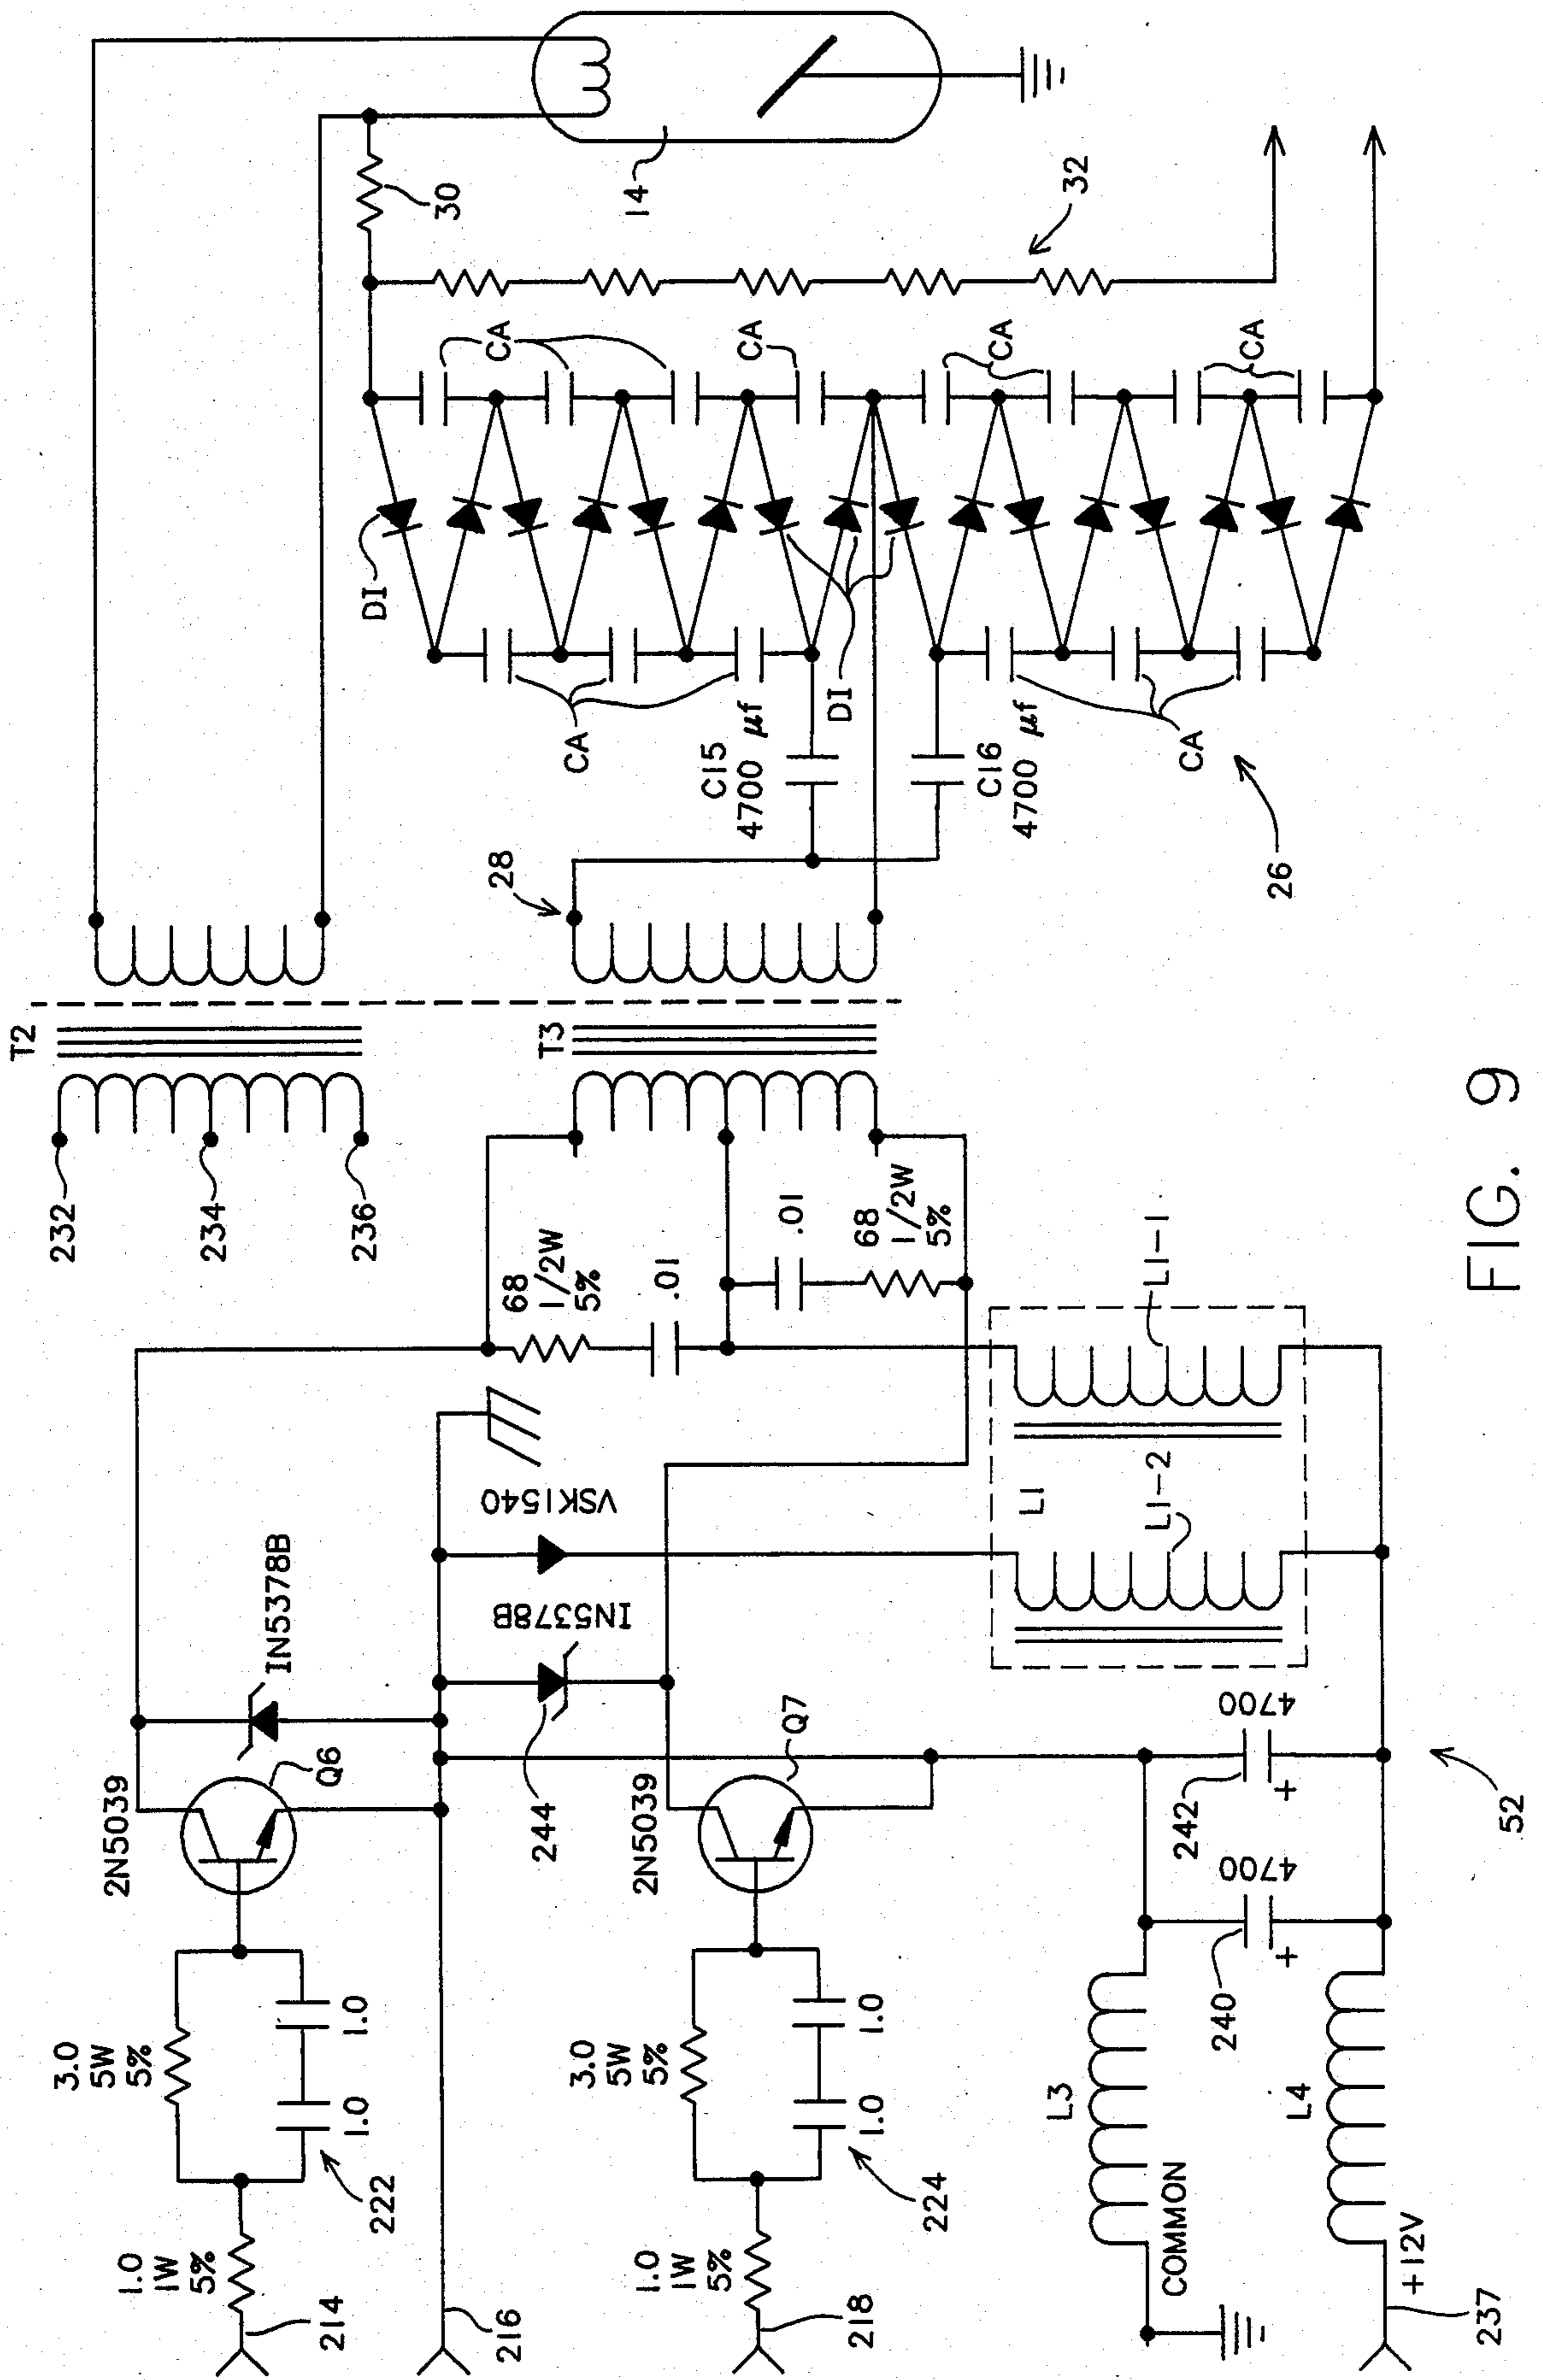 T2
232
234
236
T3
28
14
30
32
DI
CA
CA
CA
CA
CA
DI
C15
4700 µf
C16
4700 µf
CA
26
68
1/2W
5%
.01
.01
68
1/2W
5%
L1-1
L1
L1-2
VSK1540
IN5378B
IN5378B
244
2N5039
Q6
2N5039
Q7
3.0
5W
5%
1.0
1.0
222
1.0
1W
5%
214
216
3.0
5W
5%
1.0
1.0
224
1.0
1W
5%
218
L3
COMMON
L4
+12V
237
240
4700
+
242
4700
+
52
FIG. 9